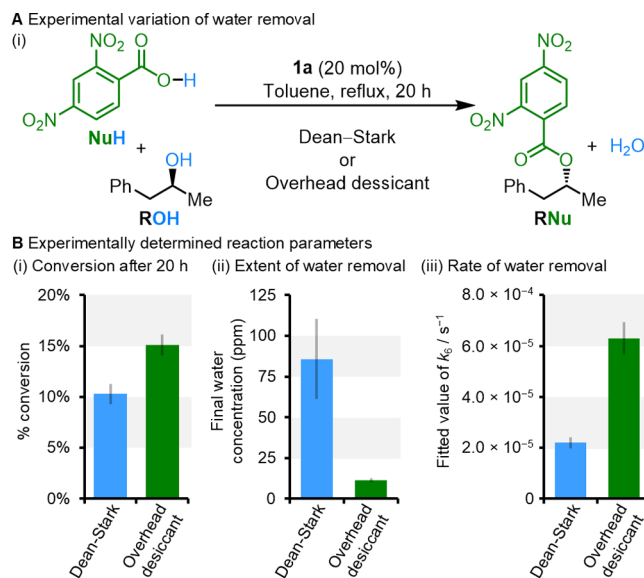 A Experimental variation of water removal
(i)
NO₂
O
O
H
O₂N
NuH
+
OH
Ph
Me
ROH
1a (20 mol%)
Toluene, reflux, 20 h
Dean–Stark
or
Overhead dessicant
NO₂
O₂N
O
O
Ph
Me
RNu
+ H₂O
B Experimentally determined reaction parameters
(i) Conversion after 20 h
% conversion
20%
15%
10%
5%
0%
Dean-Stark
Overhead
desiccant
(ii) Extent of water removal
Final water
concentration (ppm)
125
100
75
50
25
0
Dean-Stark
Overhead
desiccant
(iii) Rate of water removal
Fitted value of k₆ / s⁻¹
8.0 × 10⁻⁴
6.0 × 10⁻⁵
4.0 × 10⁻⁵
2.0 × 10⁻⁵
0
Dean-Stark
Overhead
desiccant